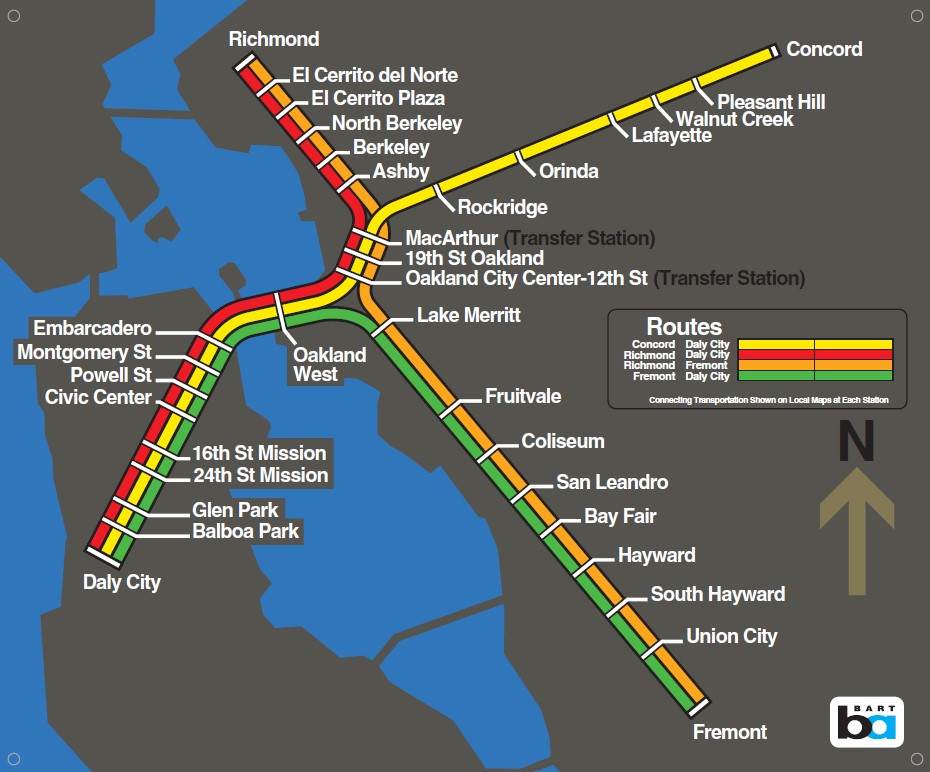 Richmond
El Cerrito del Norte
El Cerrito Plaza
North Berkeley
Berkeley
Ashby
Concord
Pleasant Hill
Walnut Creek
Lafayette
Orinda
Rockridge
MacArthur (Transfer Station)
19th St Oakland
Oakland City Center-12th St (Transfer Station)
Lake Merritt
Oakland
West
Embarcadero
Montgomery St
Powell St
Civic Center
16th St Mission
24th St Mission
Glen Park
Balboa Park
Daly City
Fruitvale
Coliseum
San Leandro
Bay Fair
Hayward
South Hayward
Union City
Fremont
Routes
Concord Daly City
Richmond Daly City
Richmond Fremont
Fremont Daly City
Connecting Transportation Shown on Local Maps at Each Station
N
BART
ba